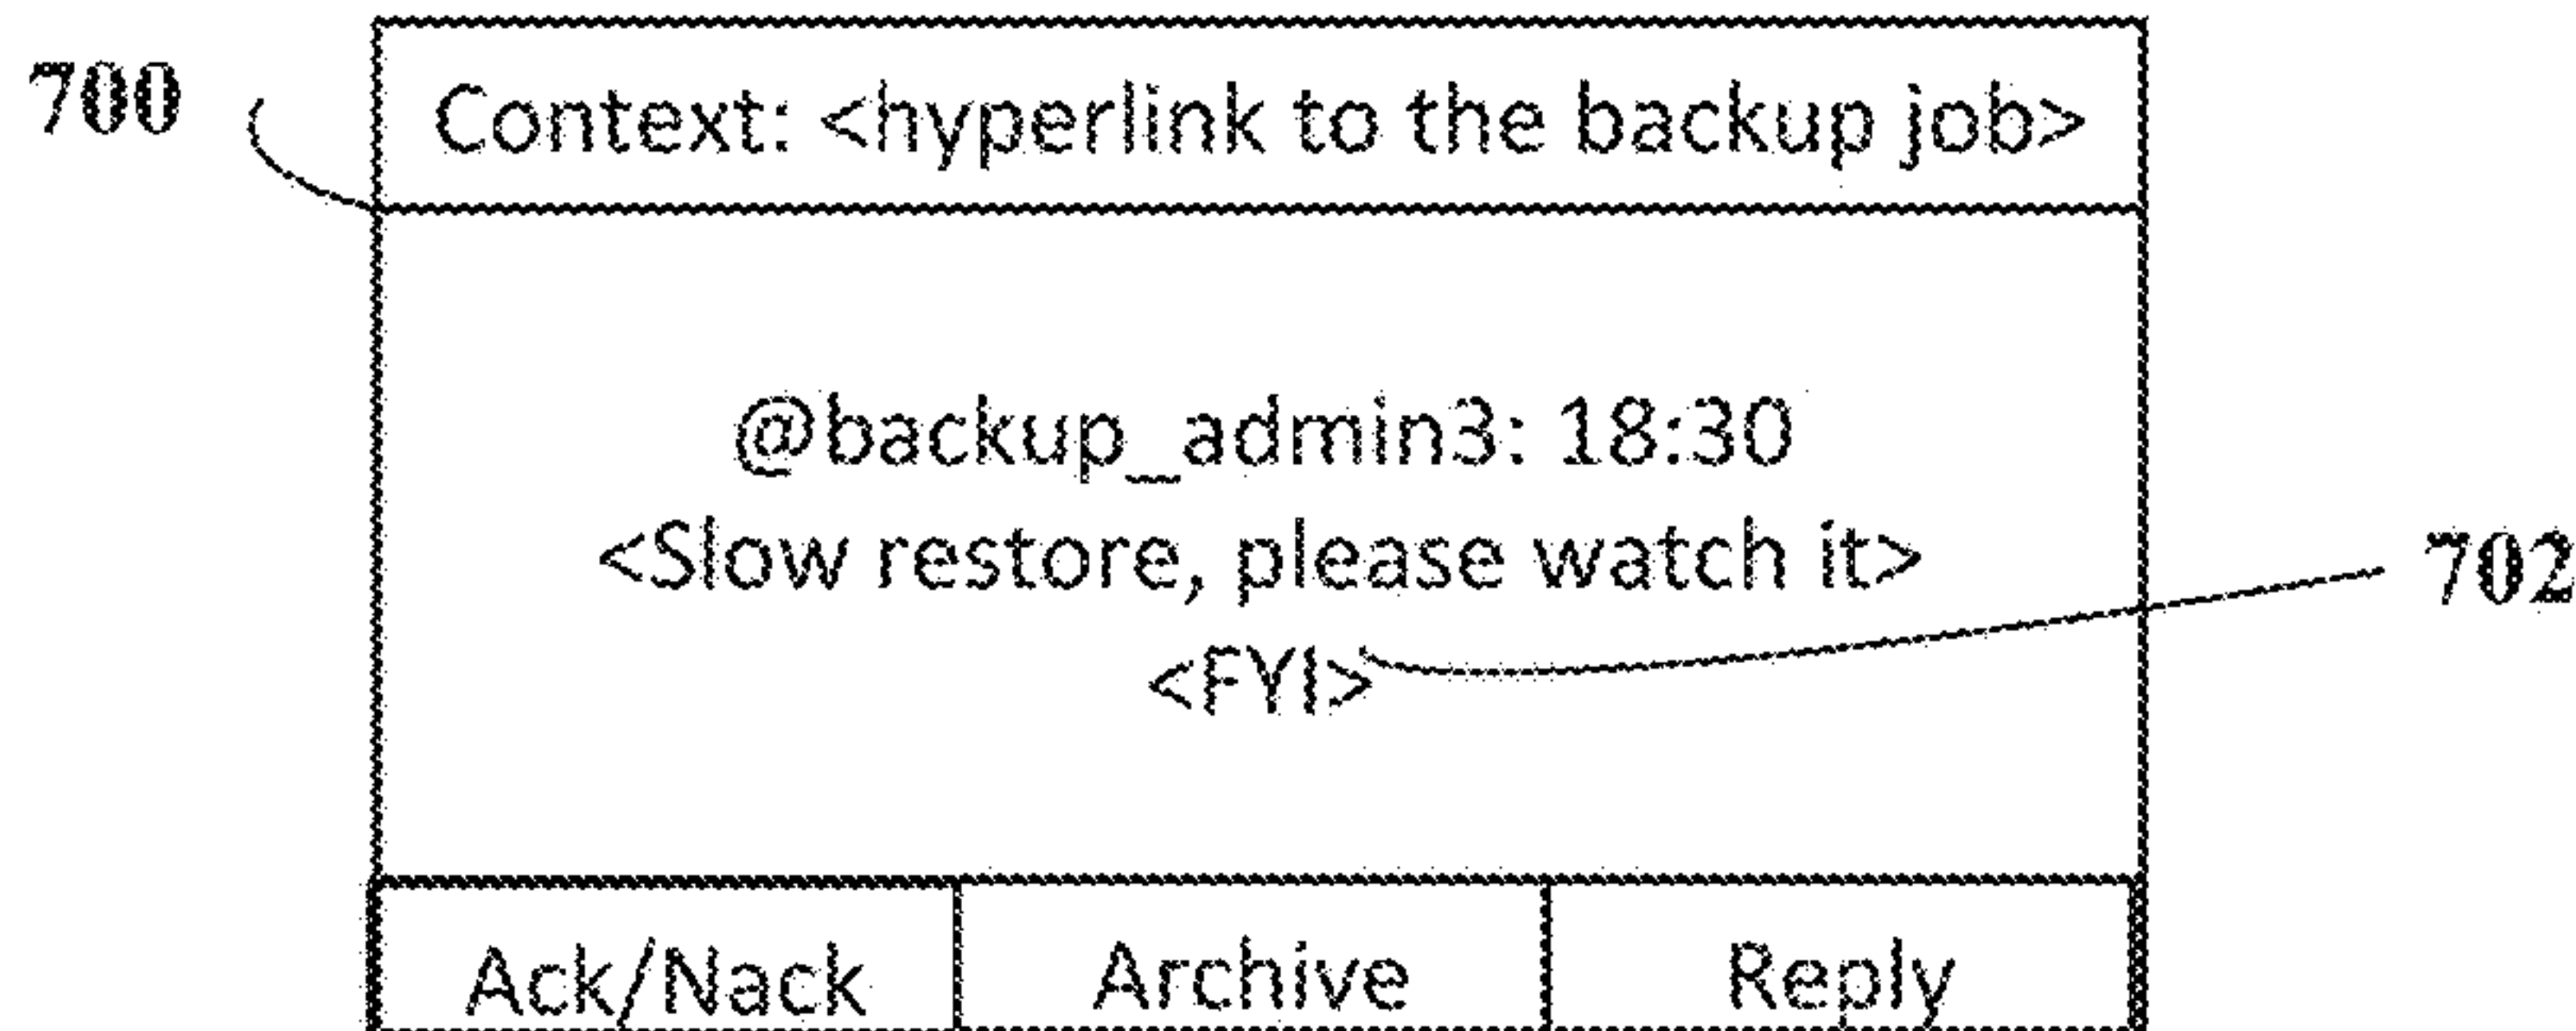 700
Context: <hyperlink to the backup job>
@backup_admin3: 18:30
<Slow restore, please watch it>
702
<FYI>
Ack/Nack Archive Reply